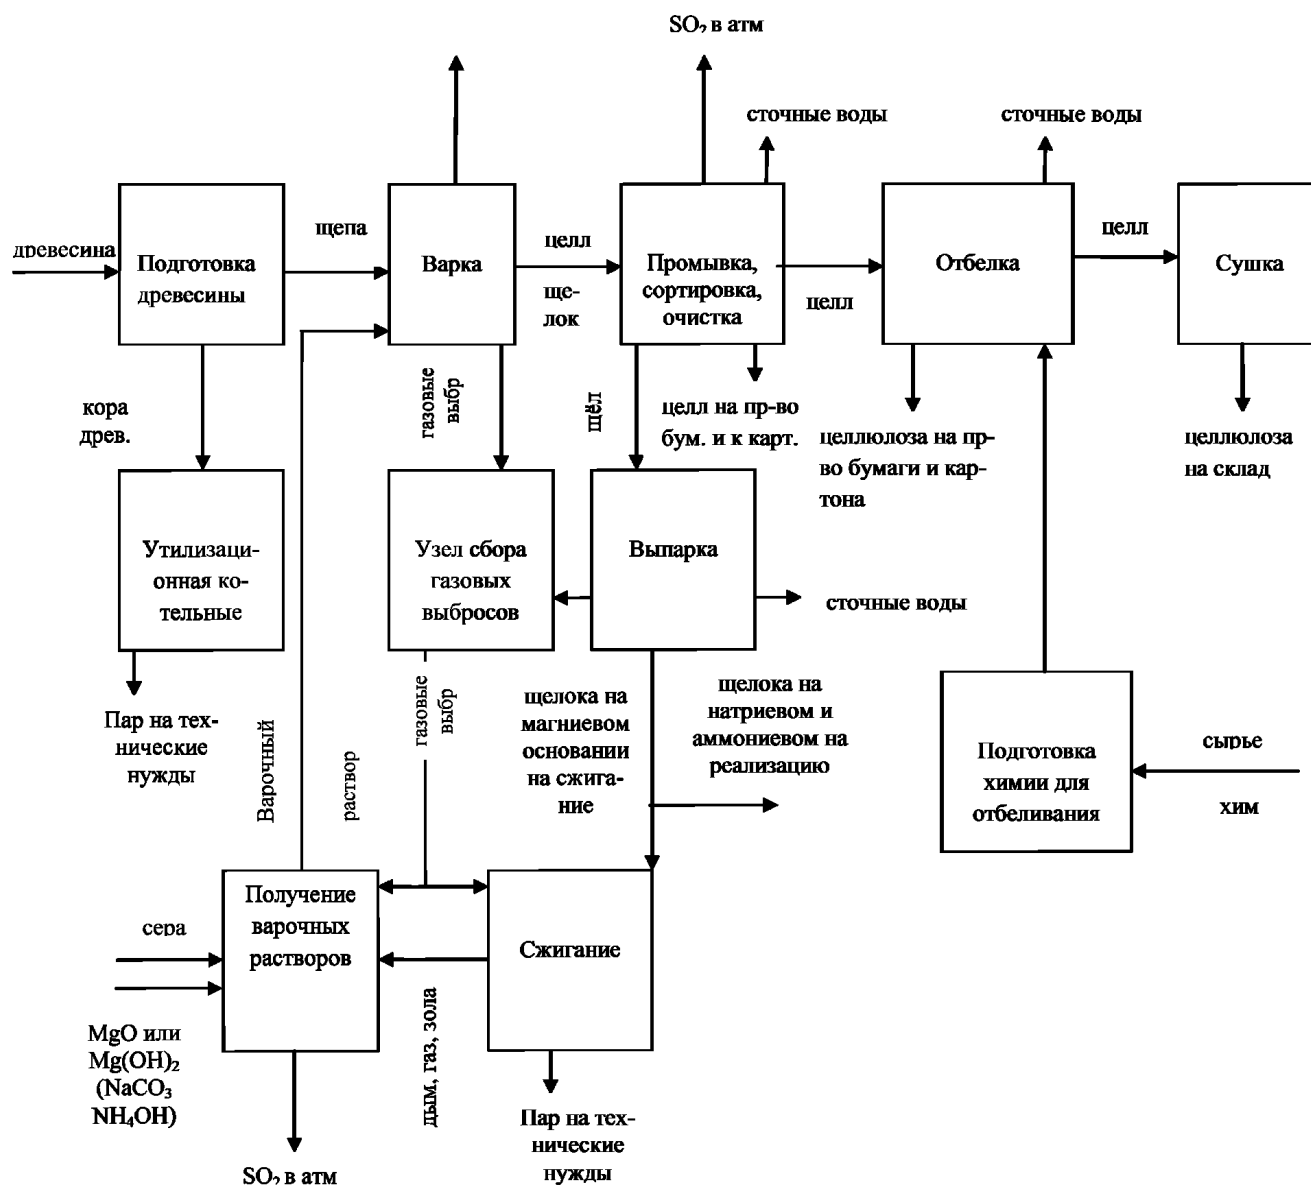 SO₂ в атм
сточные воды
сточные воды
древесина
Подготовка
древесины
щепа
Варка
целл
ще-
лок
Промывка,
сортировка,
очистка
целл
Отбелка
целл
Сушка
кора
древ.
газовые
выбр
щёл
целл на пр-во
бум. и к карт.
целлюлоза на пр-
во бумаги и кар-
тона
целлюлоза
на склад
Утилизаци-
онная ко-
тельные
Узел сбора
газовых
выбросов
Выпарка
сточные воды
Пар на тех-
нические
нужды
Варочный
раствор
газовые
выбр
щелока на
магниевом
основании
на сжига-
ние
щелока на
натриевом и
аммониевом на
реализацию
Подготовка
химии для
отбеливания
сырье
хим
Получение
варочных
растворов
сера
MgO или
Mg(OH)₂
(NaCO₃
NH₄OH)
Сжигание
дым, газ, зола
SO₂ в атм
Пар на тех-
нические
нужды